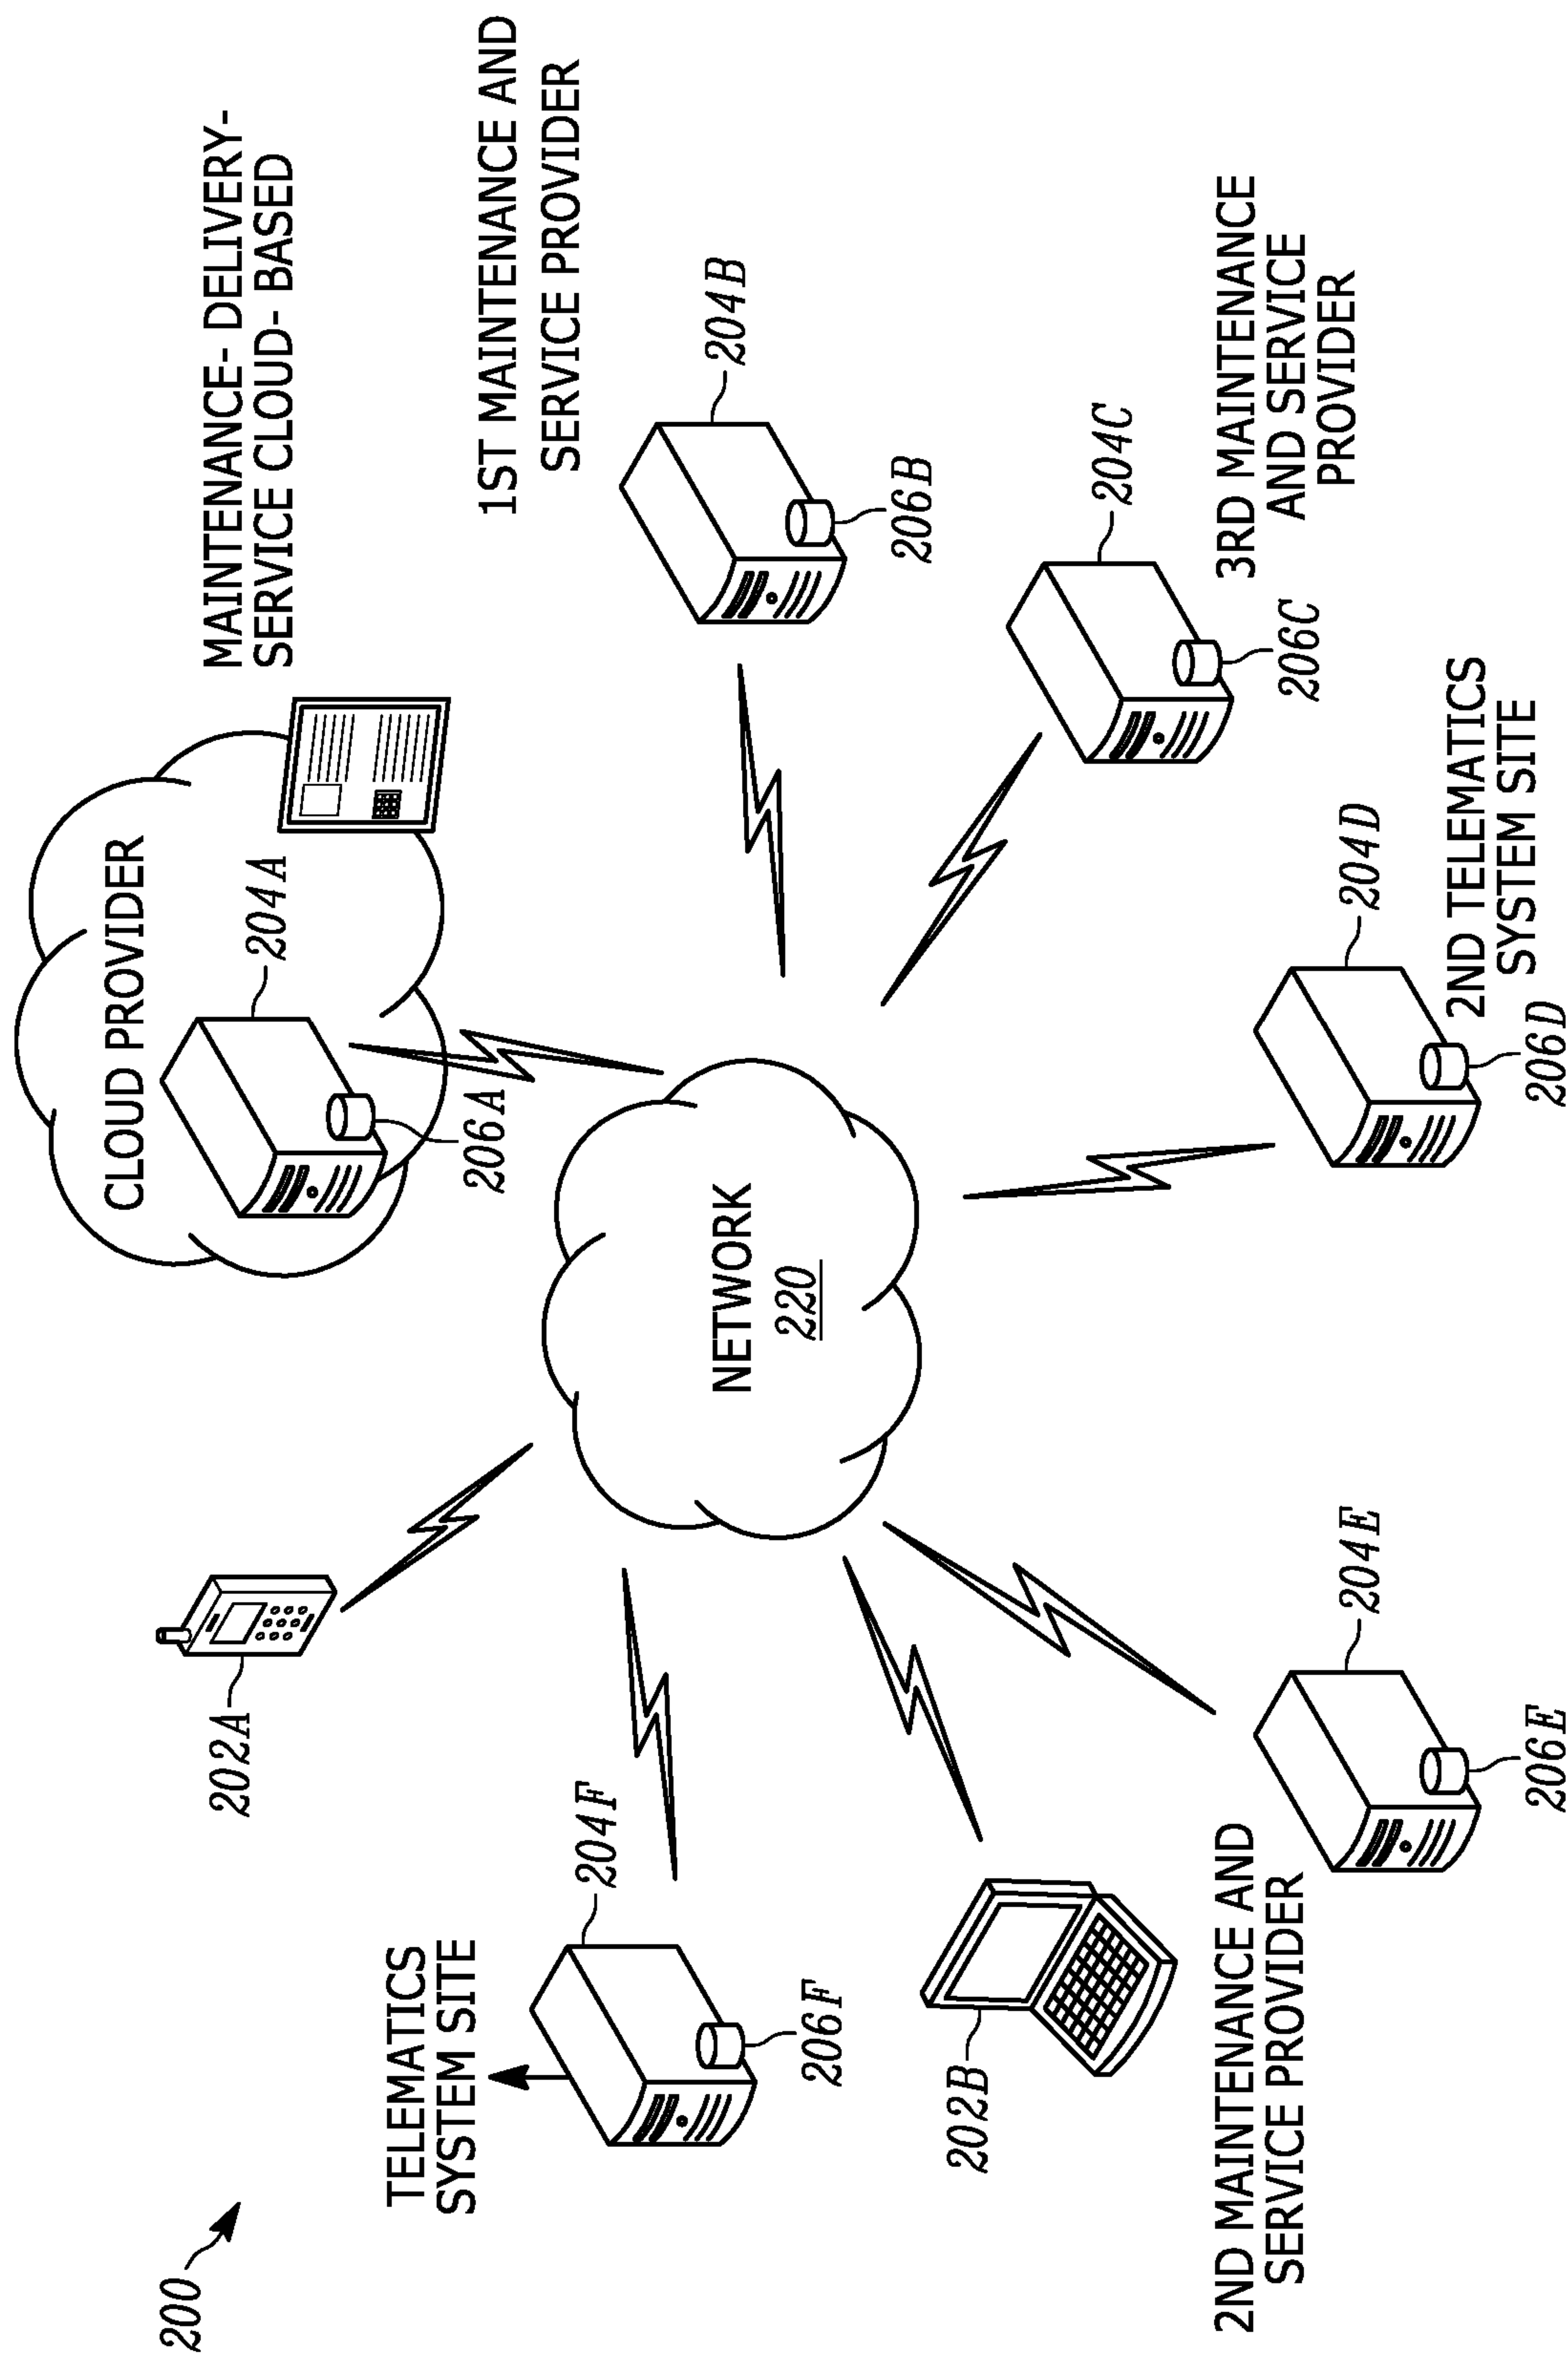 200
TELEMATICS
SYSTEM SITE
204F
206F
202A
CLOUD PROVIDER
204A
206A
MAINTENANCE- DELIVERY-
SERVICE CLOUD- BASED
1ST MAINTENANCE AND
SERVICE PROVIDER
204B
206B
NETWORK
220
202B
204C
206C
3RD MAINTENANCE
AND SERVICE
PROVIDER
2ND MAINTENANCE AND
SERVICE PROVIDER
204E
206E
204D
206D
2ND TELEMATICS
SYSTEM SITE